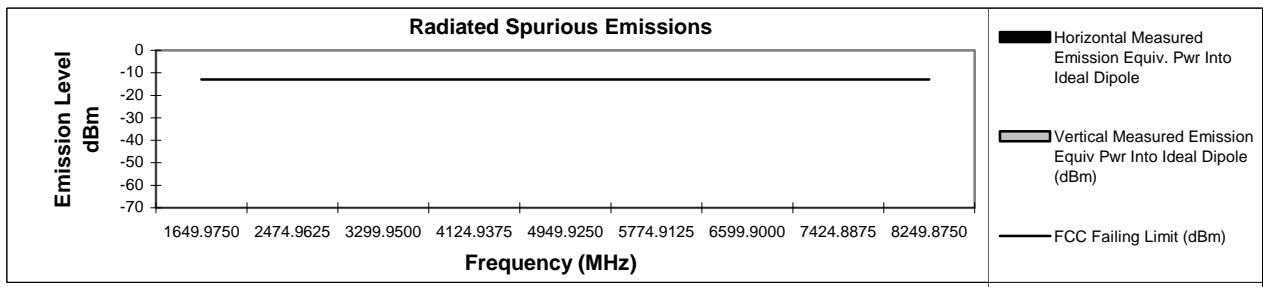 Radiated Spurious Emissions
Emission Level
dBm
0
-10
-20
-30
-40
-50
-60
-70
1649.9750 2474.9625 3299.9500 4124.9375 4949.9250 5774.9125 6599.9000 7424.8875 8249.8750
Frequency (MHz)
Horizontal Measured
Emission Equiv. Pwr Into
Ideal Dipole
Vertical Measured Emission
Equiv Pwr Into Ideal Dipole
(dBm)
FCC Failing Limit (dBm)